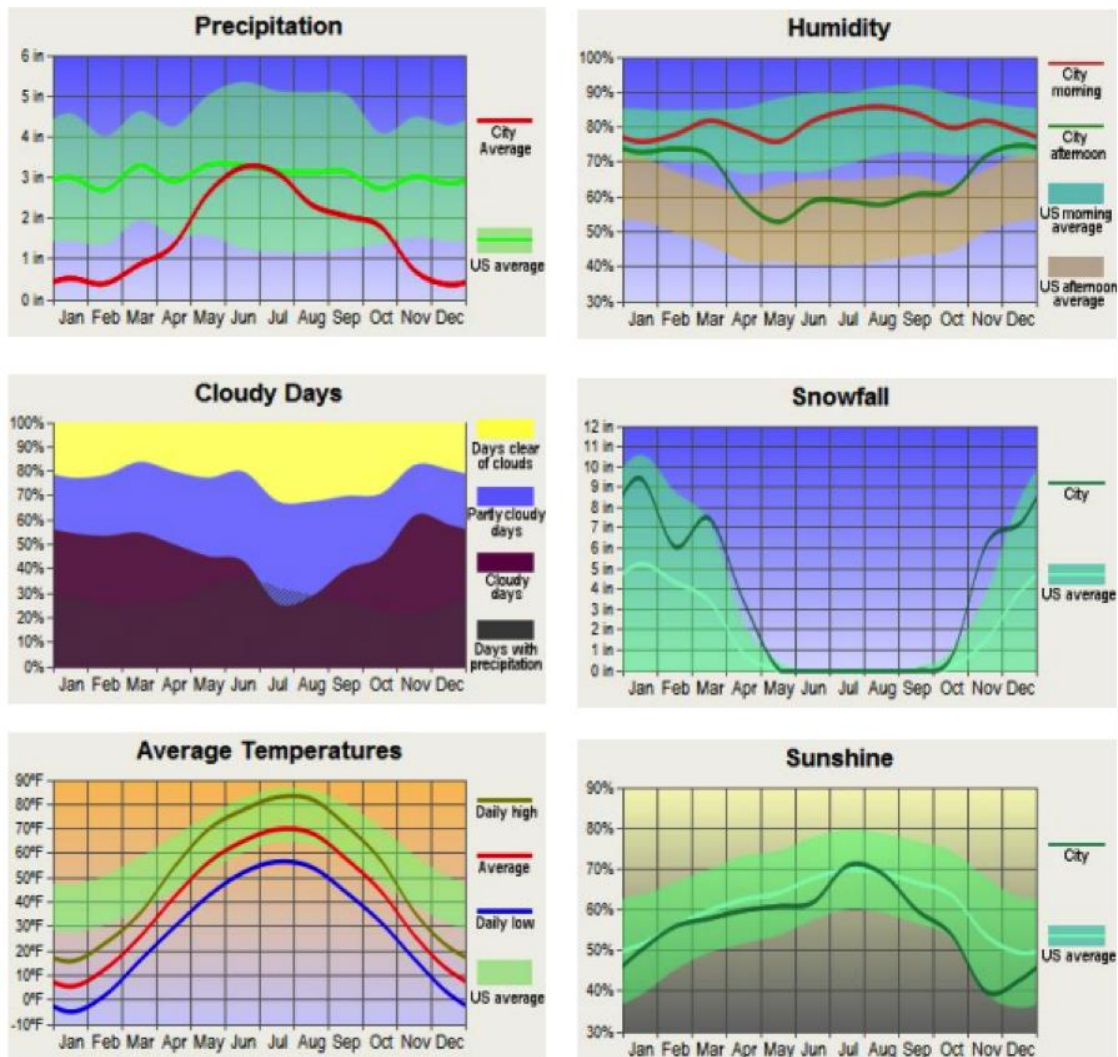 Precipitation
6 in
5 in
4 in
3 in
2 in
1 in
0 in
Jan Feb Mar Apr May Jun Jul Aug Sep Oct Nov Dec
City
Average
US average
Humidity
100%
90%
80%
70%
60%
50%
40%
30%
Jan Feb Mar Apr May Jun Jul Aug Sep Oct Nov Dec
City
morning
City
afternoon
US morning
average
US afternoon
average
Cloudy Days
100%
90%
80%
70%
60%
50%
40%
30%
20%
10%
0%
Jan Feb Mar Apr May Jun Jul Aug Sep Oct Nov Dec
Days clear
of clouds
Partly cloudy
days
Cloudy
days
Days with
precipitation
Snowfall
12 in
11 in
10 in
9 in
8 in
7 in
6 in
5 in
4 in
3 in
2 in
1 in
0 in
Jan Feb Mar Apr May Jun Jul Aug Sep Oct Nov Dec
City
US average
Average Temperatures
90°F
80°F
70°F
60°F
50°F
40°F
30°F
20°F
10°F
0°F
-10°F
Jan Feb Mar Apr May Jun Jul Aug Sep Oct Nov Dec
Daily high
Average
Daily low
US average
Sunshine
90%
80%
70%
60%
50%
40%
30%
Jan Feb Mar Apr May Jun Jul Aug Sep Oct Nov Dec
City
US average